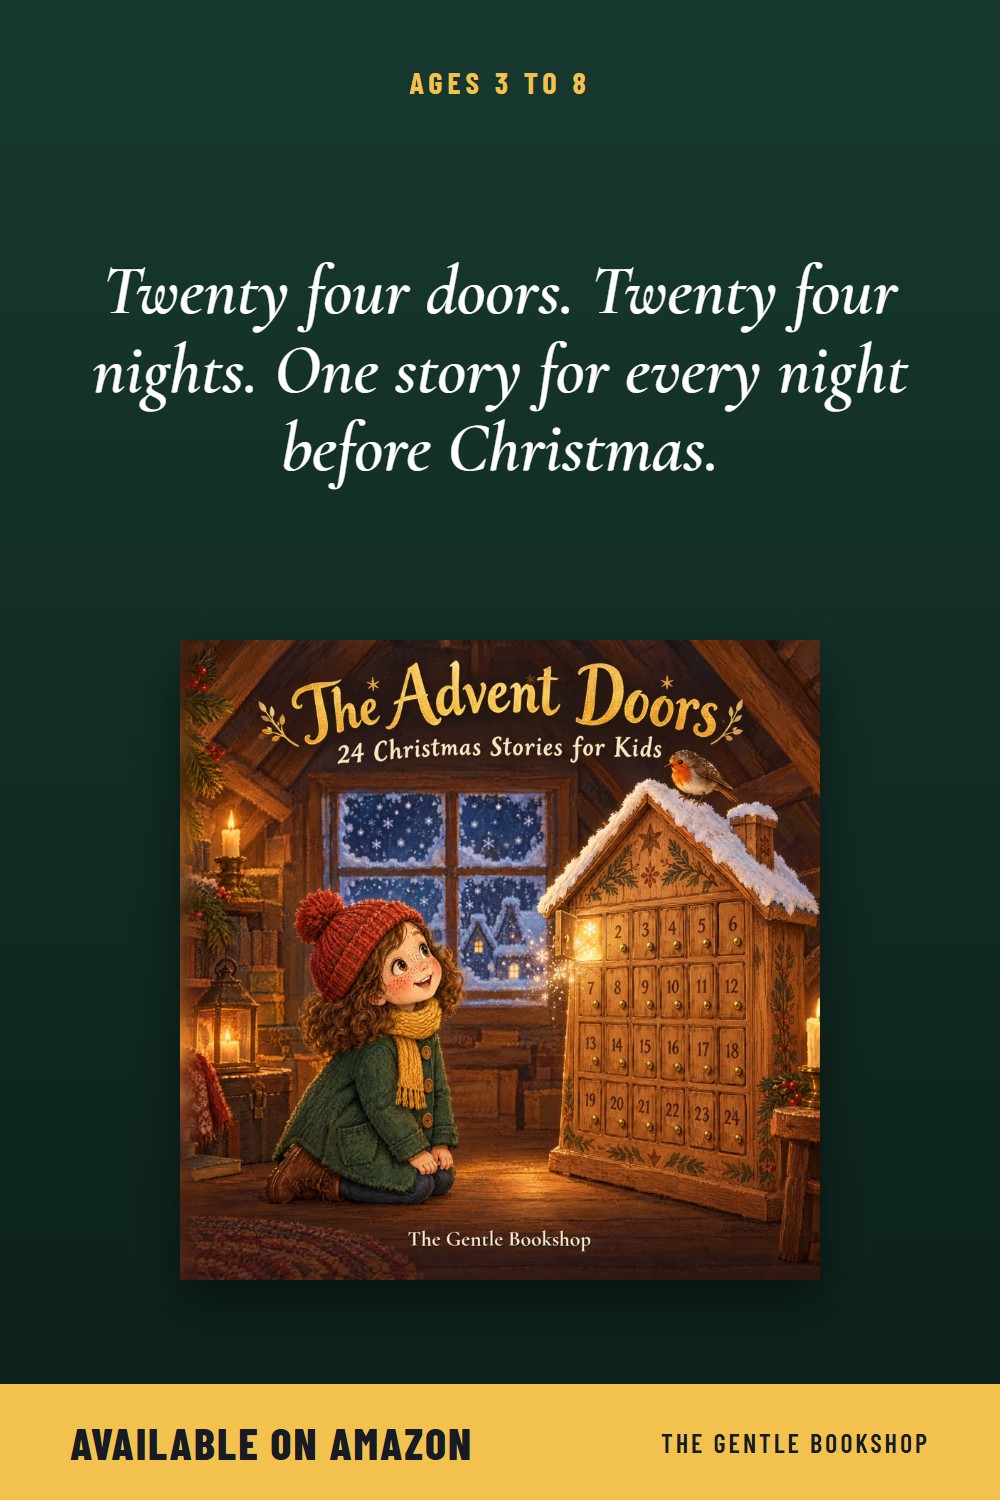 AGES 3 TO 8
Twenty four doors. Twenty four
nights. One story for every night
before Christmas.
The Advent Doors
24 Christmas Stories for Kids
2 3 4 5 6
7 8 9 10 11 12
13 14 15 16 17 18
19 20 21 22 23 24
The Gentle Bookshop
AVAILABLE ON AMAZON
THE GENTLE BOOKSHOP